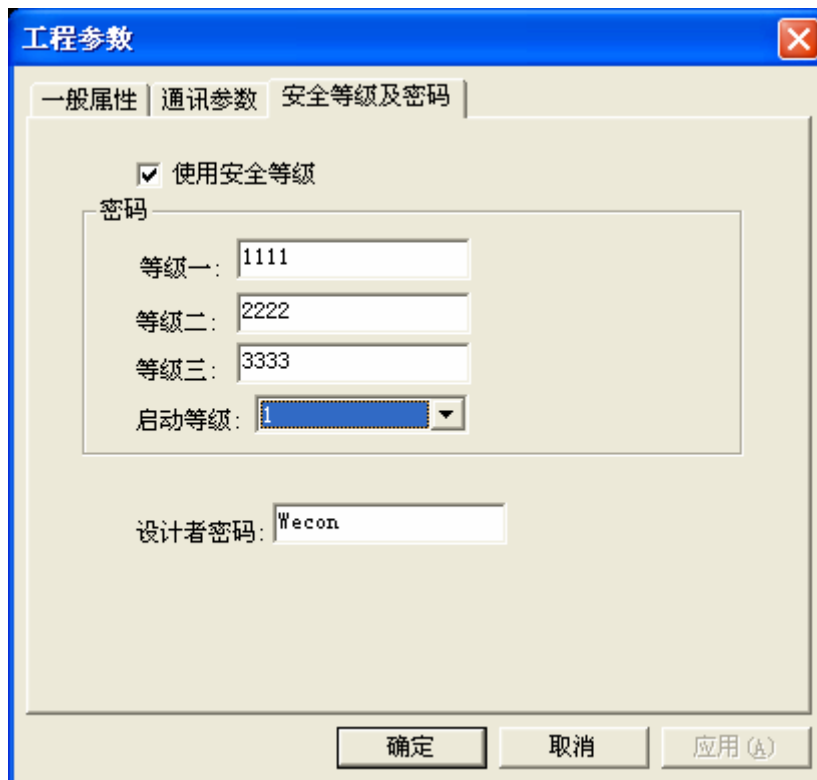 工程参数
一般属性 通讯参数 安全等级及密码
使用安全等级
密码
等级一: 1111
等级二: 2222
等级三: 3333
启动等级: 1
设计者密码: Wecon
确定 取消 应用(A)